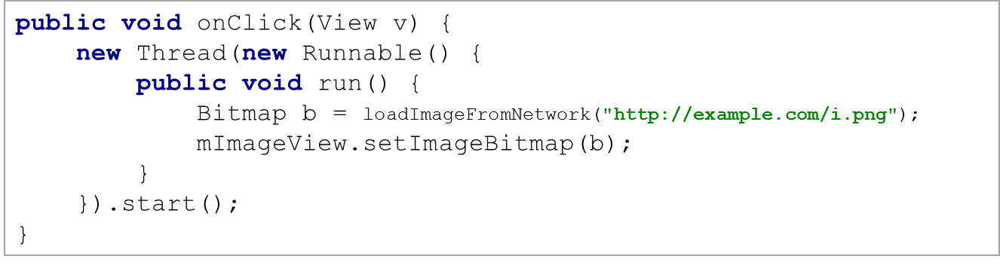 public void onClick(View v) {
    new Thread(new Runnable() {
        public void run() {
            Bitmap b = loadImageFromNetwork("http://example.com/i.png");
            mImageView.setImageBitmap(b);
        }
    }).start();
}